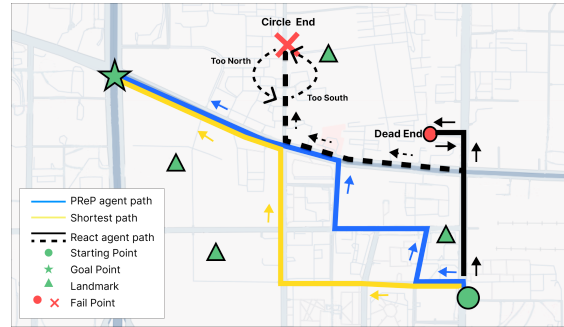 Circle End
Too North
Too South
Dead End
PReP agent path
Shortest path
React agent path
Starting Point
Goal Point
Landmark
Fail Point